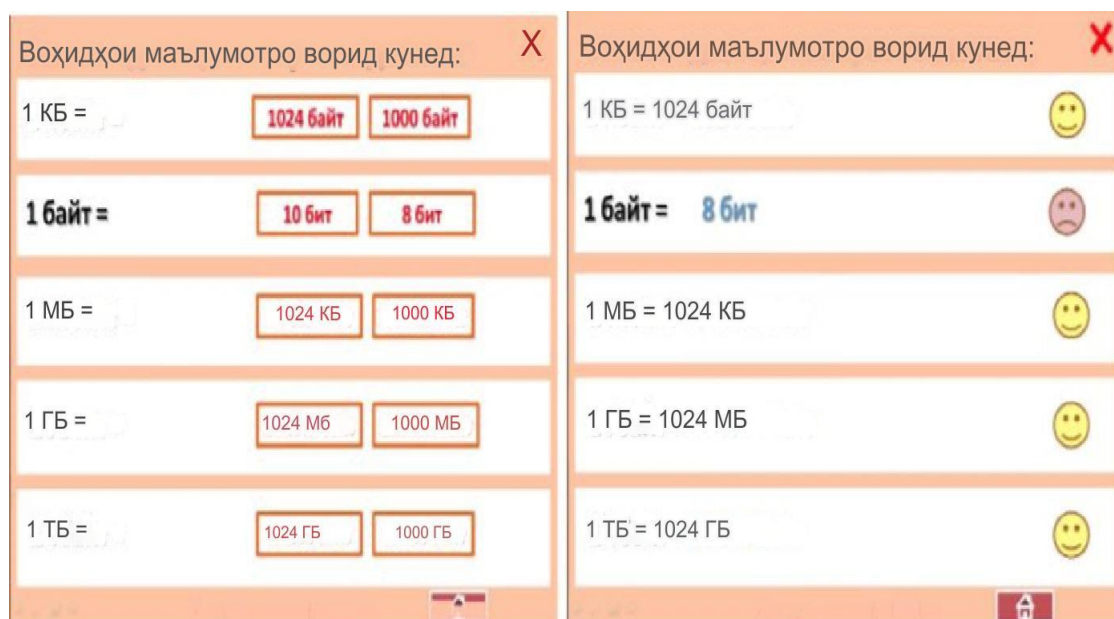 Воҳидҳои маълумотро ворид кунед: X
1 КБ = 1024 байт 1000 байт
1 байт = 10 бит 8 бит
1 МБ = 1024 КБ 1000 КБ
1 ГБ = 1024 Мб 1000 МБ
1 ТБ = 1024 ГБ 1000 ГБ
Воҳидҳои маълумотро ворид кунед: X
1 КБ = 1024 байт
1 байт = 8 бит
1 МБ = 1024 КБ
1 ГБ = 1024 МБ
1 ТБ = 1024 ГБ